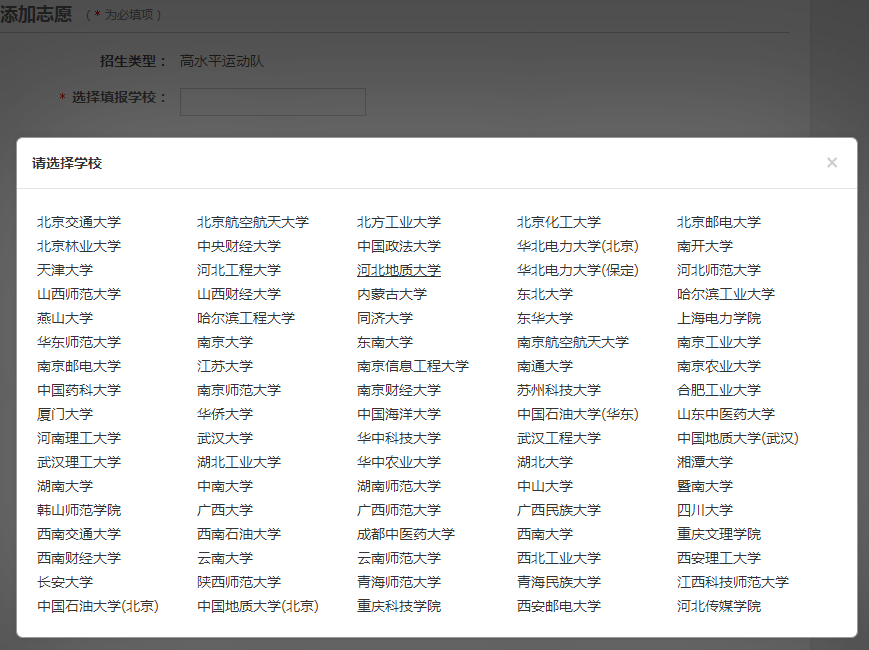 添加志愿 (*为必填项)
招生类型： 高水平运动队
* 选择填报学校：
请选择学校 ×
北京交通大学 北京航空航天大学 北方工业大学 北京化工大学 北京邮电大学
北京林业大学 中央财经大学 中国政法大学 华北电力大学(北京) 南开大学
天津大学 河北工程大学 河北地质大学 华北电力大学(保定) 河北师范大学
山西师范大学 山西财经大学 内蒙古大学 东北大学 哈尔滨工业大学
燕山大学 哈尔滨工程大学 同济大学 东华大学 上海电力学院
华东师范大学 南京大学 东南大学 南京航空航天大学 南京工业大学
南京邮电大学 江苏大学 南京信息工程大学 南通大学 南京农业大学
中国药科大学 南京师范大学 南京财经大学 苏州科技大学 合肥工业大学
厦门大学 华侨大学 中国海洋大学 中国石油大学(华东) 山东中医药大学
河南理工大学 武汉大学 华中科技大学 武汉工程大学 中国地质大学(武汉)
武汉理工大学 湖北工业大学 华中农业大学 湖北大学 湘潭大学
湖南大学 中南大学 湖南师范大学 中山大学 暨南大学
韩山师范学院 广西大学 广西师范大学 广西民族大学 四川大学
西南交通大学 西南石油大学 成都中医药大学 西南大学 重庆文理学院
西南财经大学 云南大学 云南师范大学 西北工业大学 西安理工大学
长安大学 陕西师范大学 青海师范大学 青海民族大学 江西科技师范大学
中国石油大学(北京) 中国地质大学(北京) 重庆科技学院 西安邮电大学 河北传媒学院